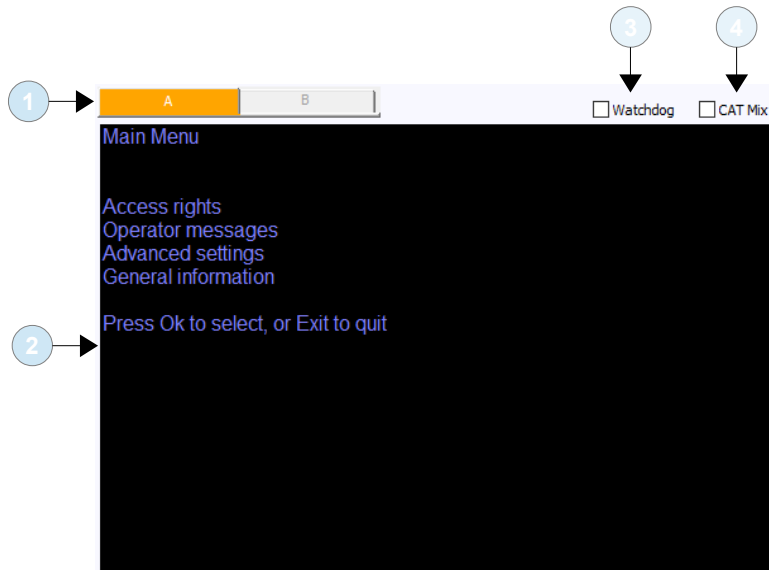 3 4
1 A B
Watchdog CAT Mix
Main Menu
Access rights
Operator messages
Advanced settings
General information
Press Ok to select, or Exit to quit
2